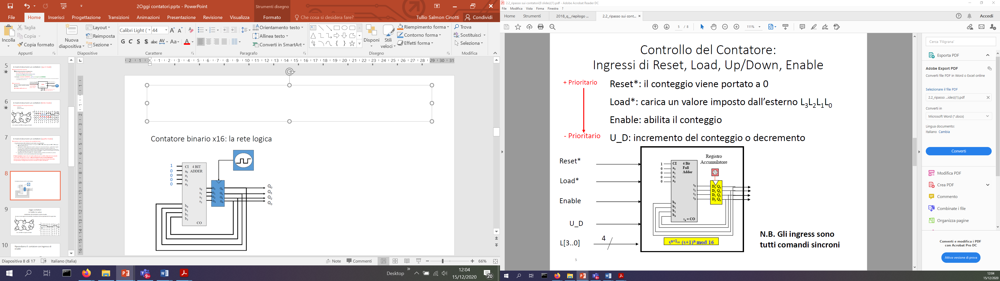 2Oggi contatori.pptx - PowerPoint
Strumenti disegno
File
Home
Inserisci
Progettazione
Transizioni
Animazioni
Presentazione
Revisione
Visualizza
Formato
Che cosa si desidera fare?
Tullio Salmon Cinotti
Condividi
Incolla
Taglia
Copia
Copia formato
Appunti
Nuova
diapositiva
Layout
Reimposta
Sezione
Diapositive
Calibri Light (
44
G C S S abc AV Aa A
Carattere
Orientamento testo
Allinea testo
Converti in SmartArt
Paragrafo
Disponi
Stili
veloci
Riempimento forma
Contorno forma
Effetti forma
Disegno
Trova
Sostituisci
Seleziona
Modifica
5
4 modi di descrivere un contatore (qui 2 modi)
6
4 modi di descrivere un contatore (terzo modo)
7
4 modi di descrivere un contatore (quarto modo)
8
Contatore binario x16: la rete logica
9
Oggi contatori
in tutte le salse
10
Riprendiamo il contatore con ingresso di
enable
Contatore binario x16: la rete logica
1
0
0
0
0
CI 4 BIT
a0 ADDER
a1
a2
a3
s0
s1
s2
s3
b0
b1
b2
b3
CO
D0 Q0
D1 Q1
D2 Q2
D3 Q3
Q0
Q1
Q2
Q3
Diapositiva 8 di 17
Italiano (Italia)
Note
Commenti
66%
Desktop
12:04
15/12/2020
20
2.2_ripasso sui contatori(8 slides)(1).pdf - Adobe Acrobat Reader DC
File Modifica Vista Firma Finestra ?
Home
Strumenti
2018_q__riepilogo ...
2.2_ripasso sui cont...
Accedi
5 / 8
111%
Controllo del Contatore:
Ingressi di Reset, Load, Up/Down, Enable
+ Prioritario
Reset*: il conteggio viene portato a 0
Load*: carica un valore imposto dall’esterno L3L2L1L0
Enable: abilita il conteggio
- Prioritario
U_D: incremento del conteggio o decremento
Reset*
Load*
Enable
U_D
L[3..0]
4
1
0
0
0
0
CI 4 Bit
a0 Full
a1 Adder
a2
a3
Registro
Accumulatore
s0
s1
s2
s3
D0 Q0
D1 Q1
D2 Q2
D3 Q3
b0
b1
b2
b3
s4 = CO
sn+1= (s+1)n mod 16
N.B. Gli ingress sono
tutti comandi sincroni
5
Cerca 'Filigrana'
Esporta PDF
Adobe Export PDF
Converti file PDF in Word o Excel online
Selezionare il file PDF
2.2_ripasso ...ides)(1).pdf
Converti in
Microsoft Word (*.docx)
Lingua documento:
Italiano Cambia
Converti
Modifica PDF
Crea PDF
Commento
Combinate i file
Organizza pagine
Converti e modifica i PDF
con Acrobat Pro DC
Attiva versione di prova
12:04
15/12/2020